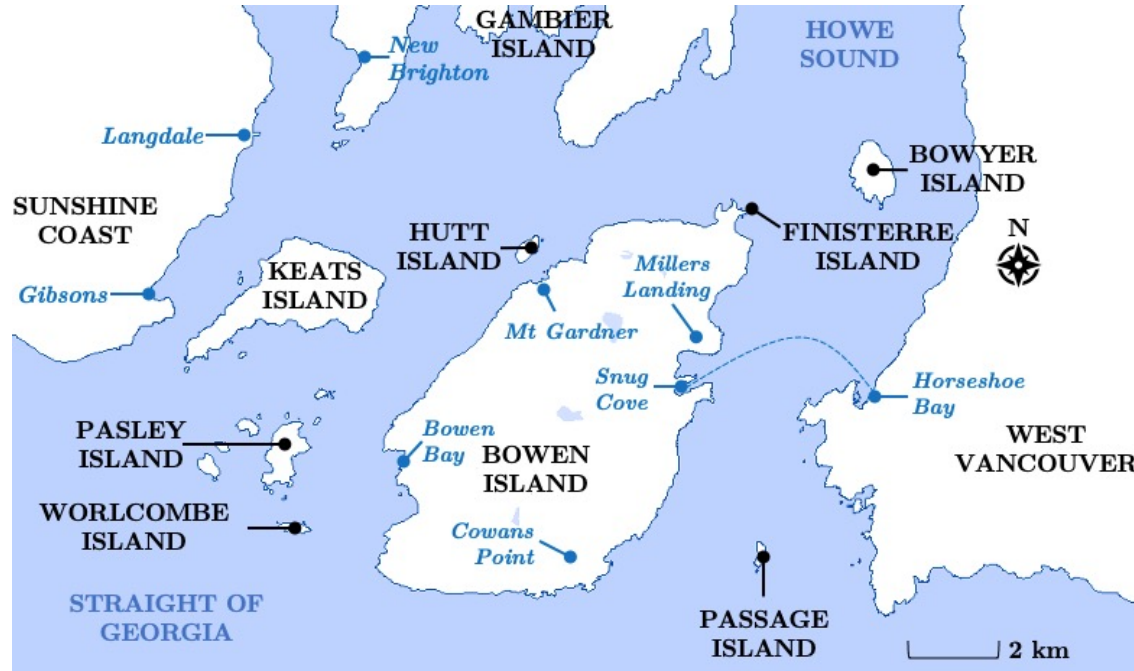 GAMBIER
ISLAND
HOWE
SOUND
New
Brighton
Langdale
BOWYER
ISLAND
SUNSHINE
COAST
HUTT
ISLAND
FINISTERRE
ISLAND
N
KEATS
ISLAND
Millers
Landing
Gibsons
Mt Gardner
Snug
Cove
Horseshoe
Bay
PASLEY
ISLAND
Bowen
Bay
BOWEN
ISLAND
WEST
VANCOUVER
WORLCOMBE
ISLAND
Cowans
Point
STRAIGHT OF
GEORGIA
PASSAGE
ISLAND
2 km